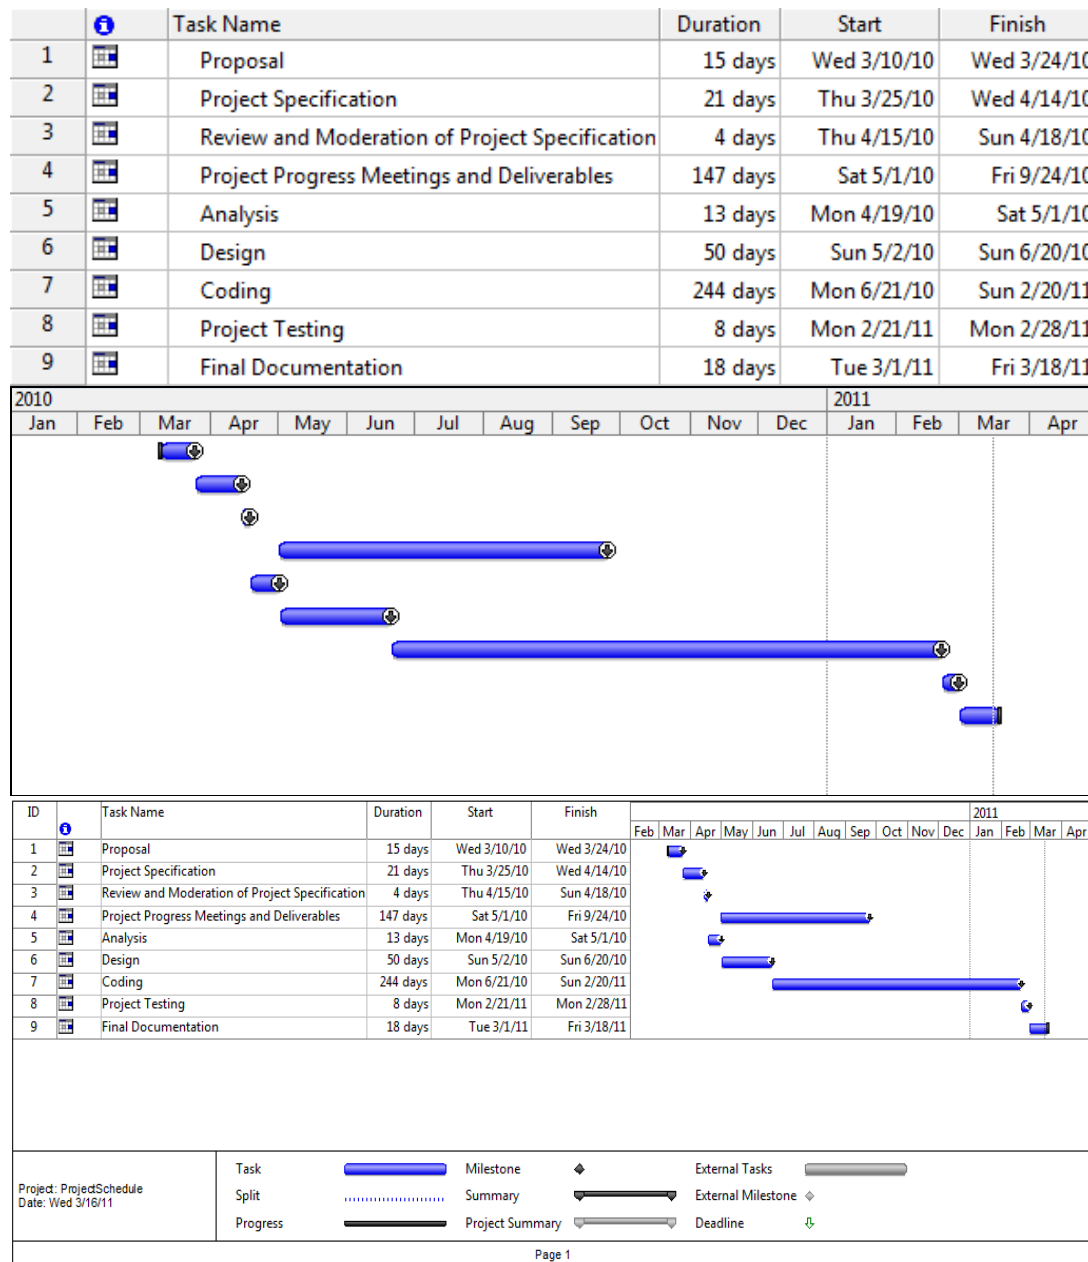 Task Name Duration Start Finish
1 Proposal 15 days Wed 3/10/10 Wed 3/24/10
2 Project Specification 21 days Thu 3/25/10 Wed 4/14/10
3 Review and Moderation of Project Specification 4 days Thu 4/15/10 Sun 4/18/10
4 Project Progress Meetings and Deliverables 147 days Sat 5/1/10 Fri 9/24/10
5 Analysis 13 days Mon 4/19/10 Sat 5/1/10
6 Design 50 days Sun 5/2/10 Sun 6/20/10
7 Coding 244 days Mon 6/21/10 Sun 2/20/11
8 Project Testing 8 days Mon 2/21/11 Mon 2/28/11
9 Final Documentation 18 days Tue 3/1/11 Fri 3/18/11
2010 2011
Jan Feb Mar Apr May Jun Jul Aug Sep Oct Nov Dec Jan Feb Mar Apr
ID Task Name Duration Start Finish 2011
Feb Mar Apr May Jun Jul Aug Sep Oct Nov Dec Jan Feb Mar Apr
1 Proposal 15 days Wed 3/10/10 Wed 3/24/10
2 Project Specification 21 days Thu 3/25/10 Wed 4/14/10
3 Review and Moderation of Project Specification 4 days Thu 4/15/10 Sun 4/18/10
4 Project Progress Meetings and Deliverables 147 days Sat 5/1/10 Fri 9/24/10
5 Analysis 13 days Mon 4/19/10 Sat 5/1/10
6 Design 50 days Sun 5/2/10 Sun 6/20/10
7 Coding 244 days Mon 6/21/10 Sun 2/20/11
8 Project Testing 8 days Mon 2/21/11 Mon 2/28/11
9 Final Documentation 18 days Tue 3/1/11 Fri 3/18/11
Project: ProjectSchedule
Date: Wed 3/16/11
Task Milestone External Tasks
Split Summary External Milestone
Progress Project Summary Deadline
Page 1